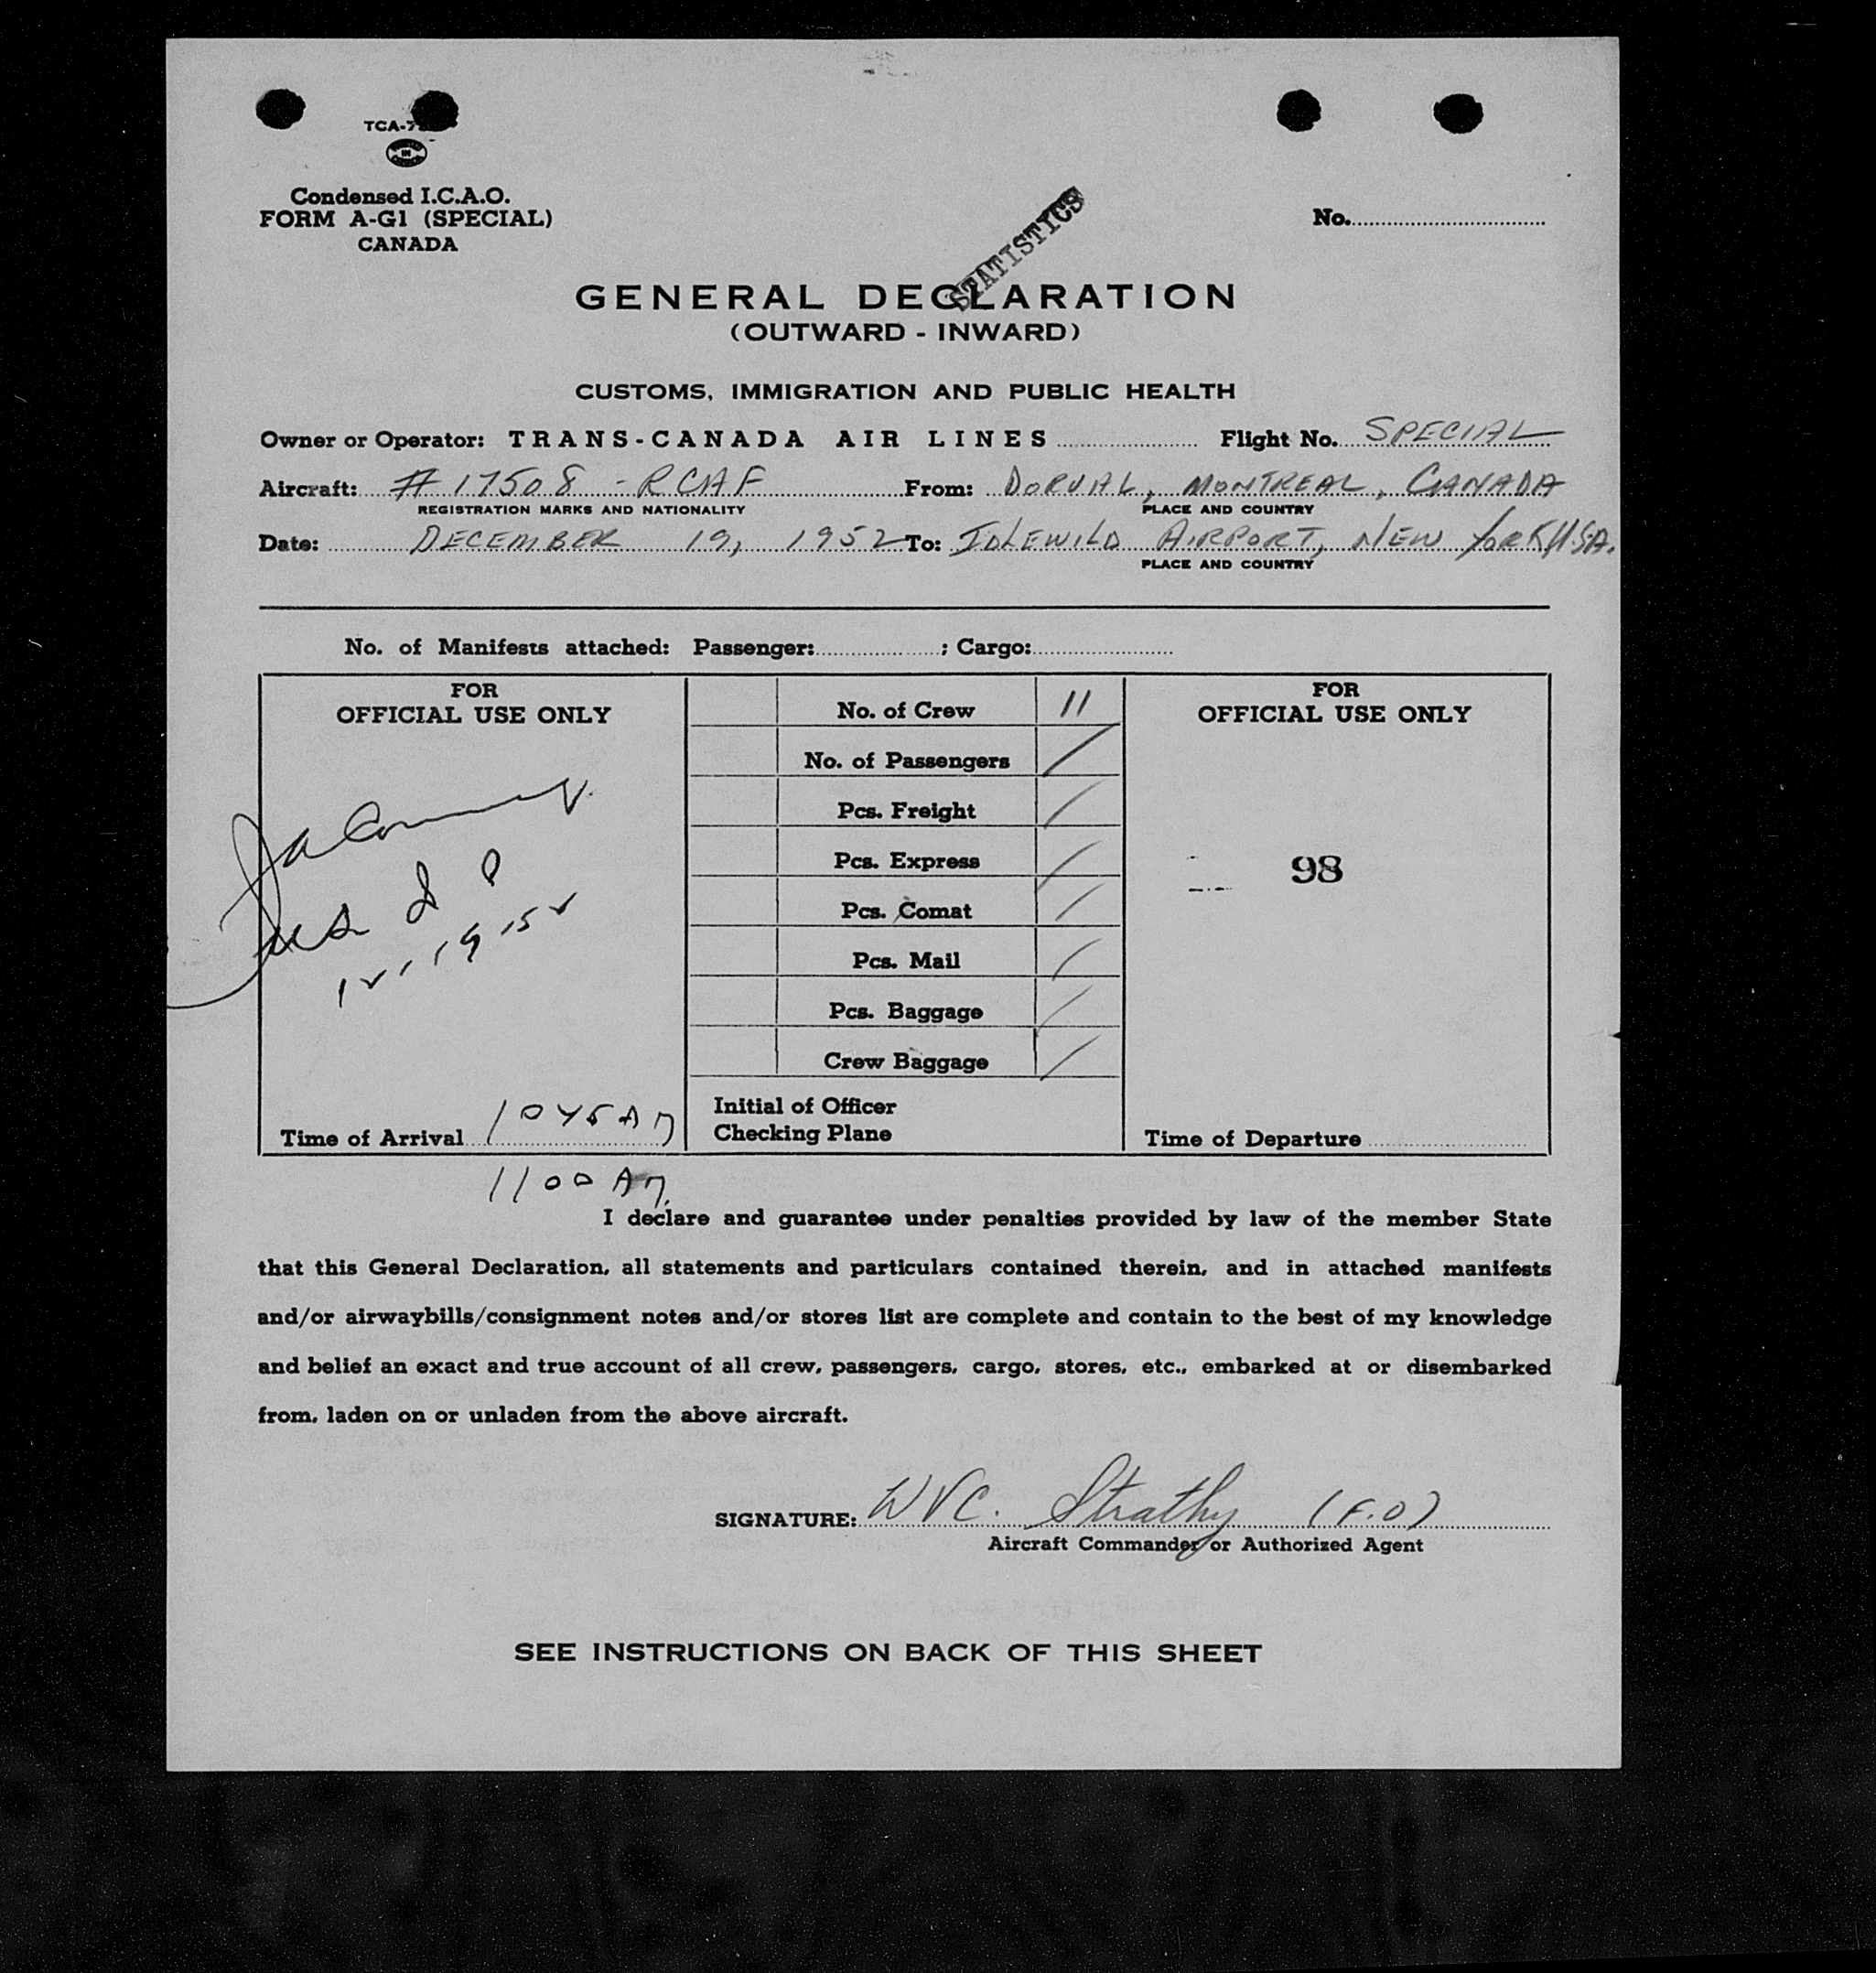 TCA-7
Condensed I.C.A.O.
FORM A-G1 (SPECIAL)
CANADA
No.
STATISTICS
GENERAL DECLARATION
(OUTWARD - INWARD)
CUSTOMS, IMMIGRATION AND PUBLIC HEALTH
Owner or Operator: TRANS-CANADA AIR LINES Flight No. SPECIAL
Aircraft: # 17508 - RCAF From: DORVAL, MONTREAL, CANADA
REGISTRATION MARKS AND NATIONALITY PLACE AND COUNTRY
Date: DECEMBER 19, 1952 To: IDLEWILD AIRPORT, NEW YORK U.S.A.
PLACE AND COUNTRY
No. of Manifests attached: Passenger: ; Cargo:
FOR
OFFICIAL USE ONLY
12, 19 52
Time of Arrival 1045 AM
1100 AM.
No. of Crew 11
No. of Passengers /
Pcs. Freight /
Pcs. Express /
Pcs. Comat /
Pcs. Mail /
Pcs. Baggage /
Crew Baggage /
Initial of Officer
Checking Plane
FOR
OFFICIAL USE ONLY
98
Time of Departure
I declare and guarantee under penalties provided by law of the member State
that this General Declaration, all statements and particulars contained therein, and in attached manifests
and/or airwaybills/consignment notes and/or stores list are complete and contain to the best of my knowledge
and belief an exact and true account of all crew, passengers, cargo, stores, etc., embarked at or disembarked
from, laden on or unladen from the above aircraft.
SIGNATURE: WVC. Strathy (F.O)
Aircraft Commander or Authorized Agent
SEE INSTRUCTIONS ON BACK OF THIS SHEET